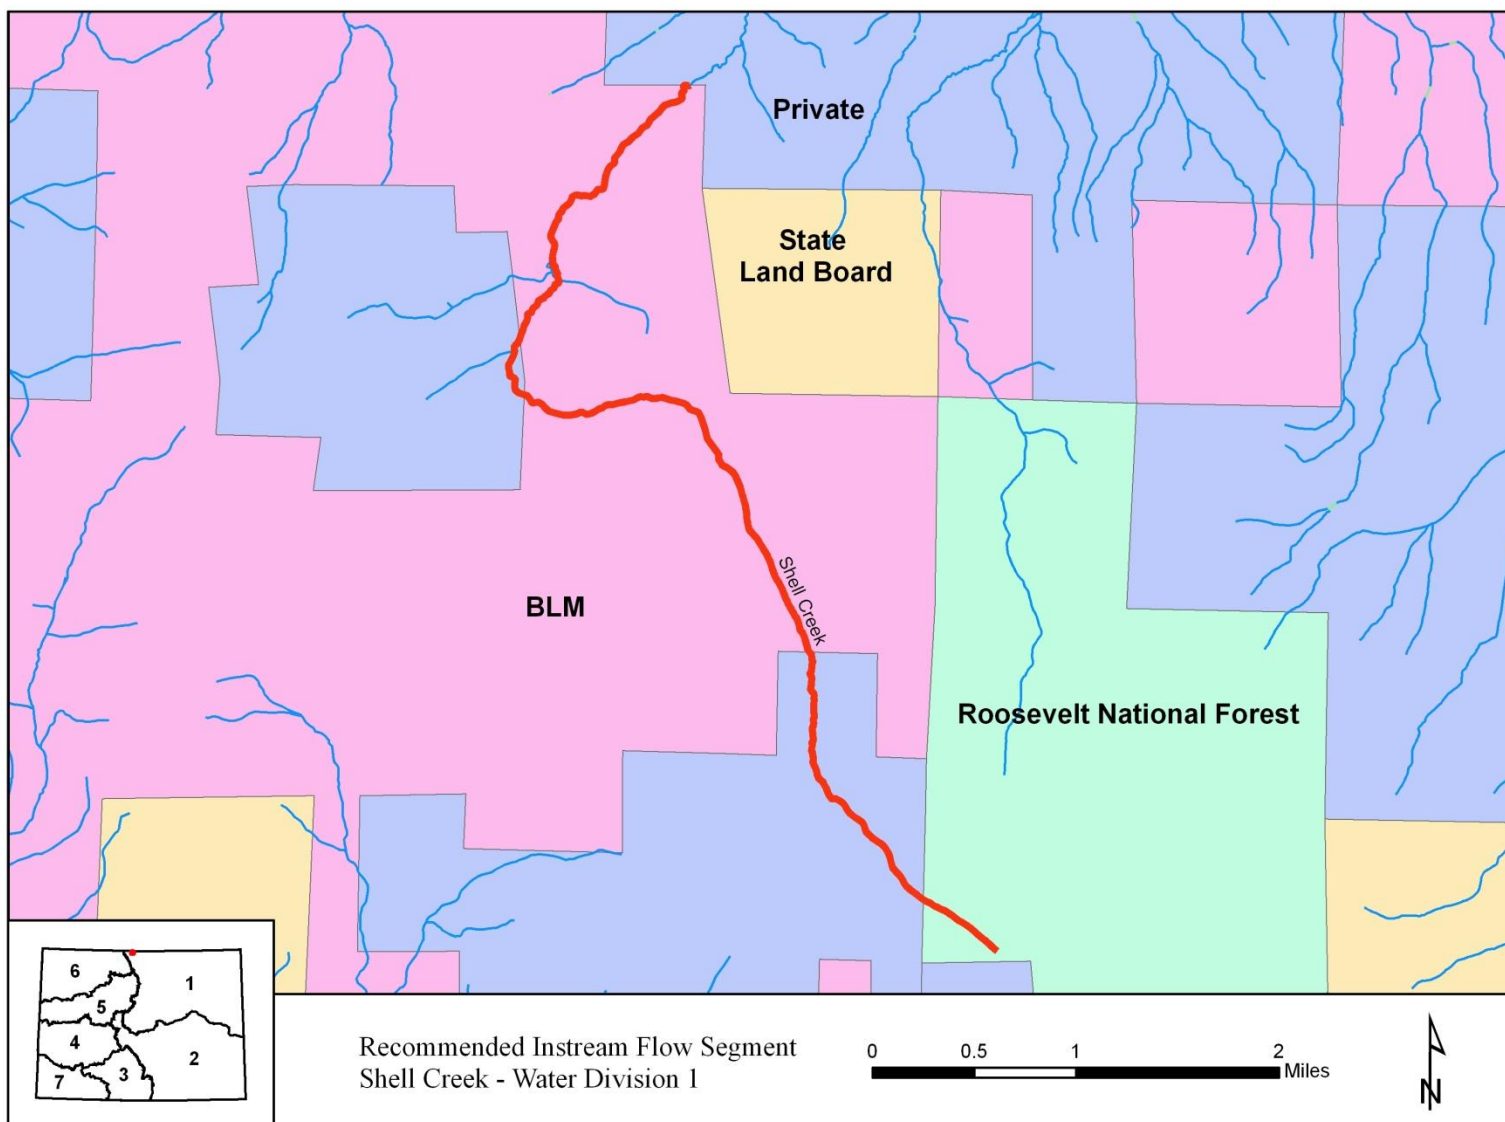 Private
State
Land Board
Shell Creek
BLM
Roosevelt National Forest
6
1
5
4
2
3
7
Recommended Instream Flow Segment
Shell Creek - Water Division 1
0 0.5 1 2
Miles
N